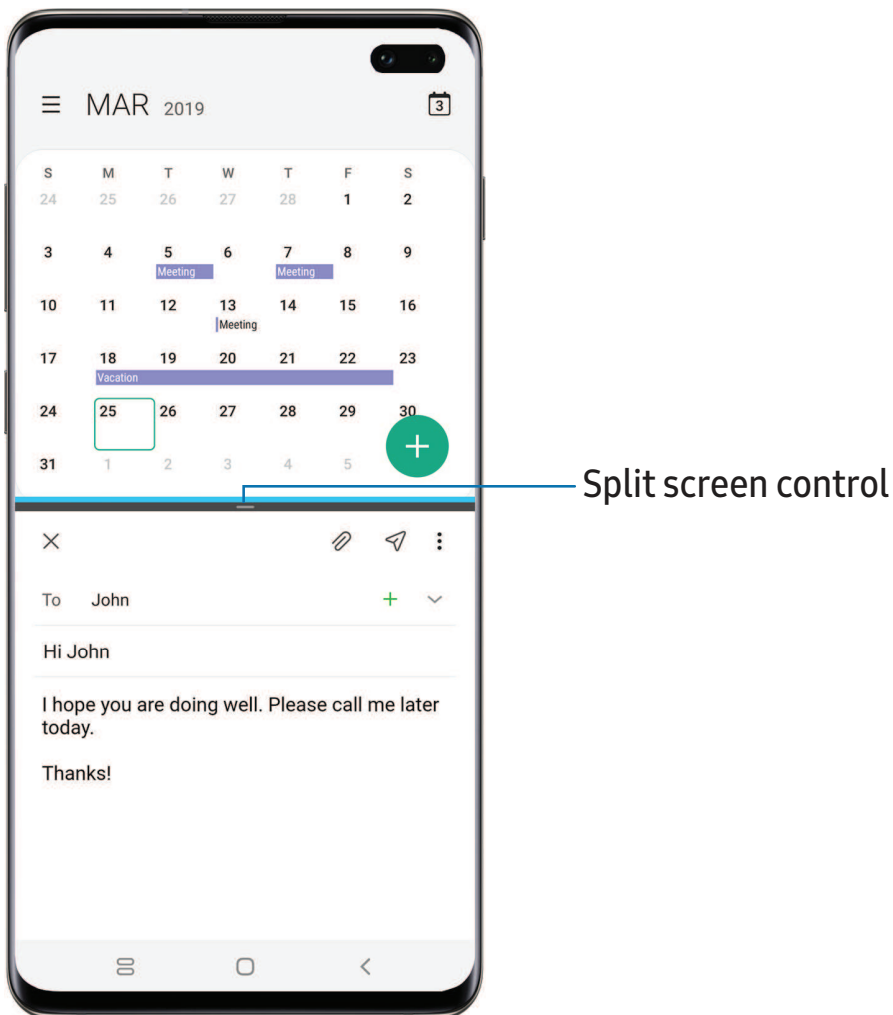 MAR 2019
3
S M T W T F S
24 25 26 27 28 1 2
3 4 5 6 7 8 9
Meeting Meeting
10 11 12 13 14 15 16
Meeting
17 18 19 20 21 22 23
Vacation
24 25 26 27 28 29 30
31 1 2 3 4 5
Split screen control
To John
Hi John
I hope you are doing well. Please call me later
today.
Thanks!